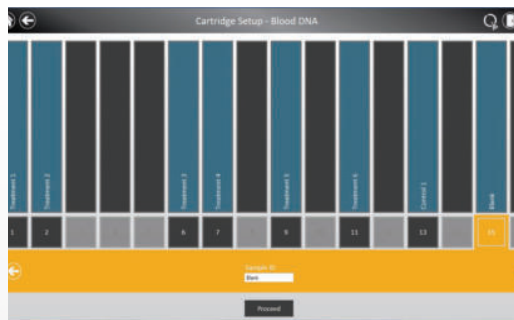 Cartridge Setup - Blood DNA
Treatment 1
Treatment 2
Treatment 3
Treatment 4
Treatment 5
Treatment 6
Control 1
Blank
1 2 6 7 9 11 13 15
Sample ID
Blank
Proceed